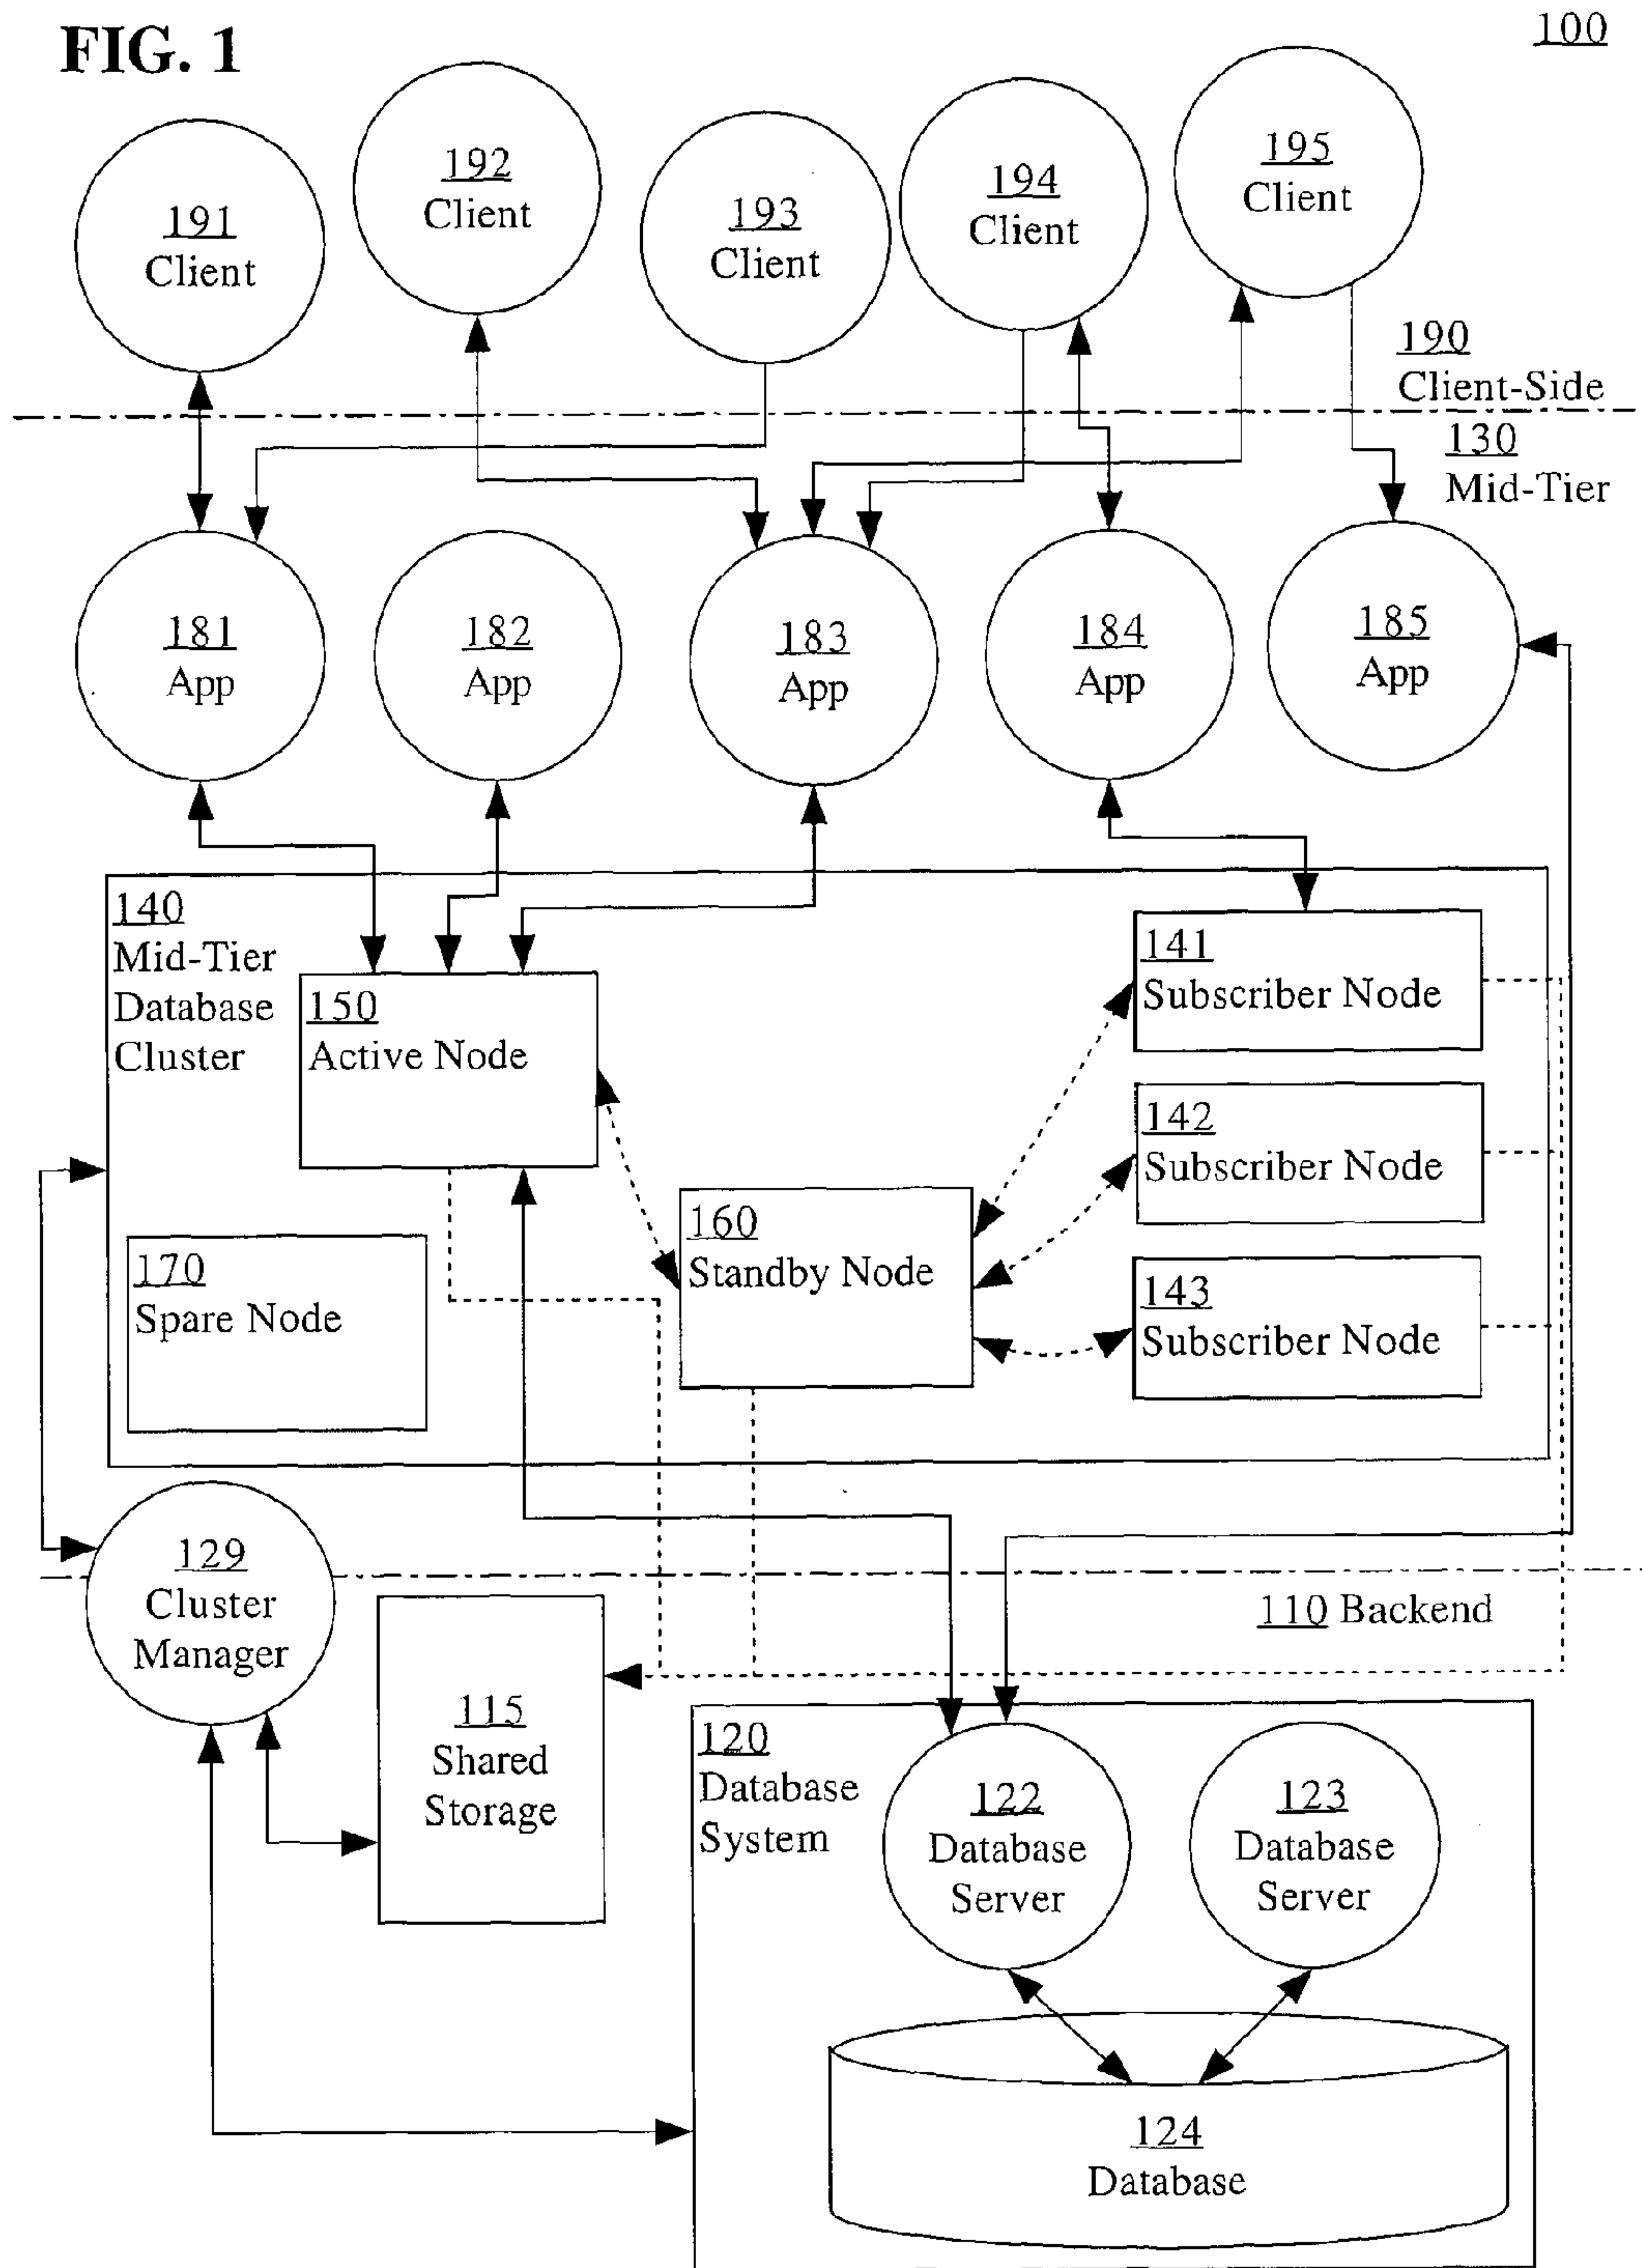 FIG. 1
100
191
Client
192
Client
193
Client
194
Client
195
Client
190
Client-Side
130
Mid-Tier
181
App
182
App
183
App
184
App
185
App
140
Mid-Tier
Database
Cluster
150
Active Node
141
Subscriber Node
142
Subscriber Node
160
Standby Node
170
Spare Node
143
Subscriber Node
129
Cluster
Manager
110 Backend
115
Shared
Storage
120
Database
System
122
Database
Server
123
Database
Server
124
Database